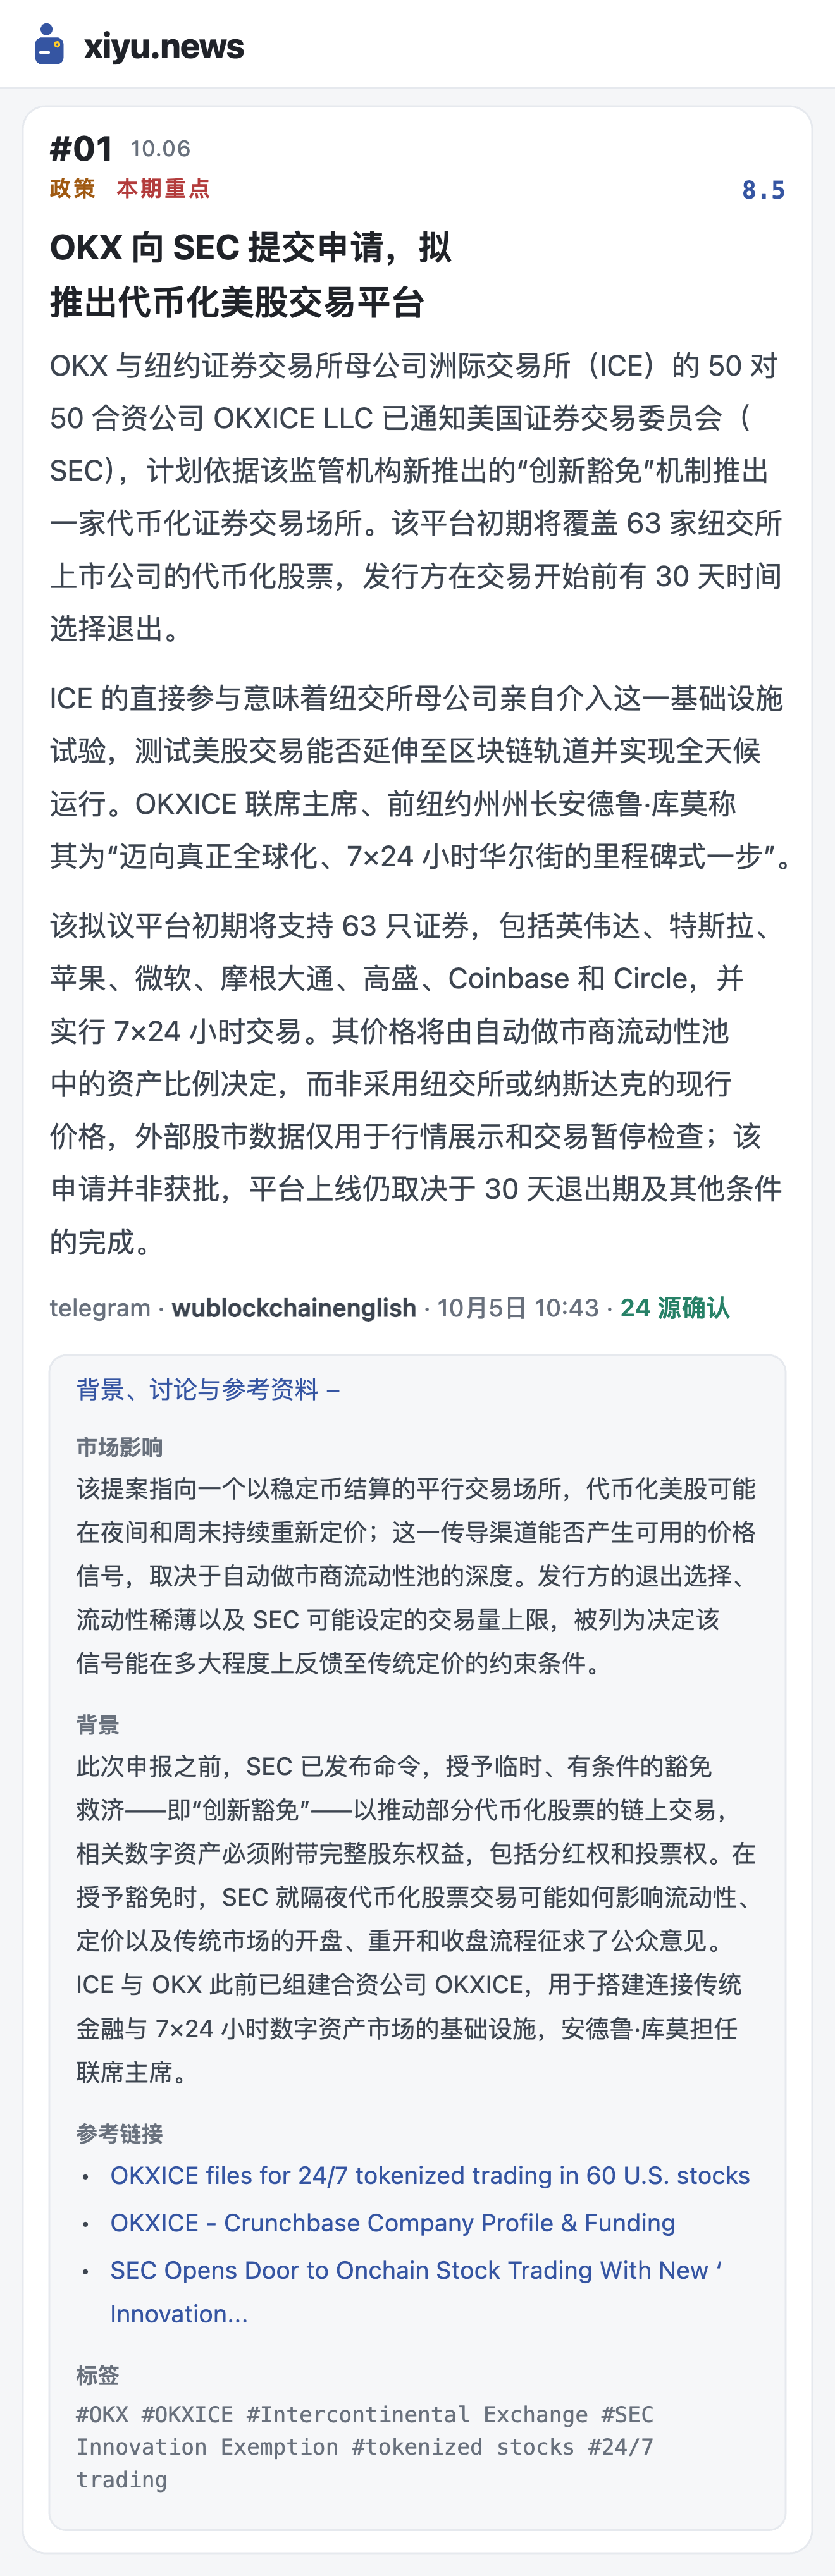 xiyu.news
#01 10.06
政策 本期重点 8.5
OKX 向 SEC 提交申请，拟
推出代币化美股交易平台
OKX 与纽约证券交易所母公司洲际交易所（ICE）的 50 对
50 合资公司 OKXICE LLC 已通知美国证券交易委员会（
SEC），计划依据该监管机构新推出的“创新豁免”机制推出
一家代币化证券交易场所。该平台初期将覆盖 63 家纽交所
上市公司的代币化股票，发行方在交易开始前有 30 天时间
选择退出。
ICE 的直接参与意味着纽交所母公司亲自介入这一基础设施
试验，测试美股交易能否延伸至区块链轨道并实现全天候
运行。OKXICE 联席主席、前纽约州州长安德鲁·库莫称
其为“迈向真正全球化、7×24 小时华尔街的里程碑式一步”。
该拟议平台初期将支持 63 只证券，包括英伟达、特斯拉、
苹果、微软、摩根大通、高盛、Coinbase 和 Circle，并
实行 7×24 小时交易。其价格将由自动做市商流动性池
中的资产比例决定，而非采用纽交所或纳斯达克的现行
价格，外部股市数据仅用于行情展示和交易暂停检查；该
申请并非获批，平台上线仍取决于 30 天退出期及其他条件
的完成。
telegram · wublockchainenglish · 10月5日 10:43 · 24 源确认
背景、讨论与参考资料 –
市场影响
该提案指向一个以稳定币结算的平行交易场所，代币化美股可能
在夜间和周末持续重新定价；这一传导渠道能否产生可用的价格
信号，取决于自动做市商流动性池的深度。发行方的退出选择、
流动性稀薄以及 SEC 可能设定的交易量上限，被列为决定该
信号能在多大程度上反馈至传统定价的约束条件。
背景
此次申报之前，SEC 已发布命令，授予临时、有条件的豁免
救济——即“创新豁免”——以推动部分代币化股票的链上交易，
相关数字资产必须附带完整股东权益，包括分红权和投票权。在
授予豁免时，SEC 就隔夜代币化股票交易可能如何影响流动性、
定价以及传统市场的开盘、重开和收盘流程征求了公众意见。
ICE 与 OKX 此前已组建合资公司 OKXICE，用于搭建连接传统
金融与 7×24 小时数字资产市场的基础设施，安德鲁·库莫担任
联席主席。
参考链接
• OKXICE files for 24/7 tokenized trading in 60 U.S. stocks
• OKXICE - Crunchbase Company Profile & Funding
• SEC Opens Door to Onchain Stock Trading With New ‘
Innovation...
标签
#OKX #OKXICE #Intercontinental Exchange #SEC
Innovation Exemption #tokenized stocks #24/7
trading